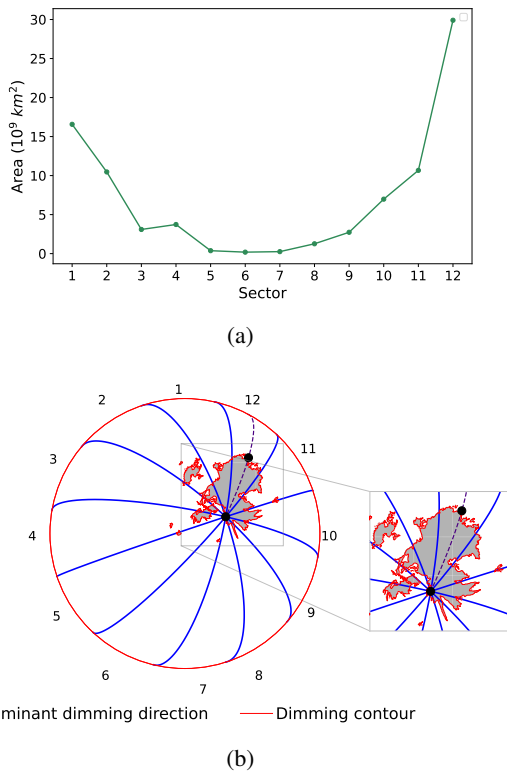 30
25
20
15
10
5
0
Area (10⁹ km²)
1 2 3 4 5 6 7 8 9 10 11 12
Sector
(a)
1
2
12
3
11
4
10
5
9
6
8
7
minant dimming direction
Dimming contour
(b)